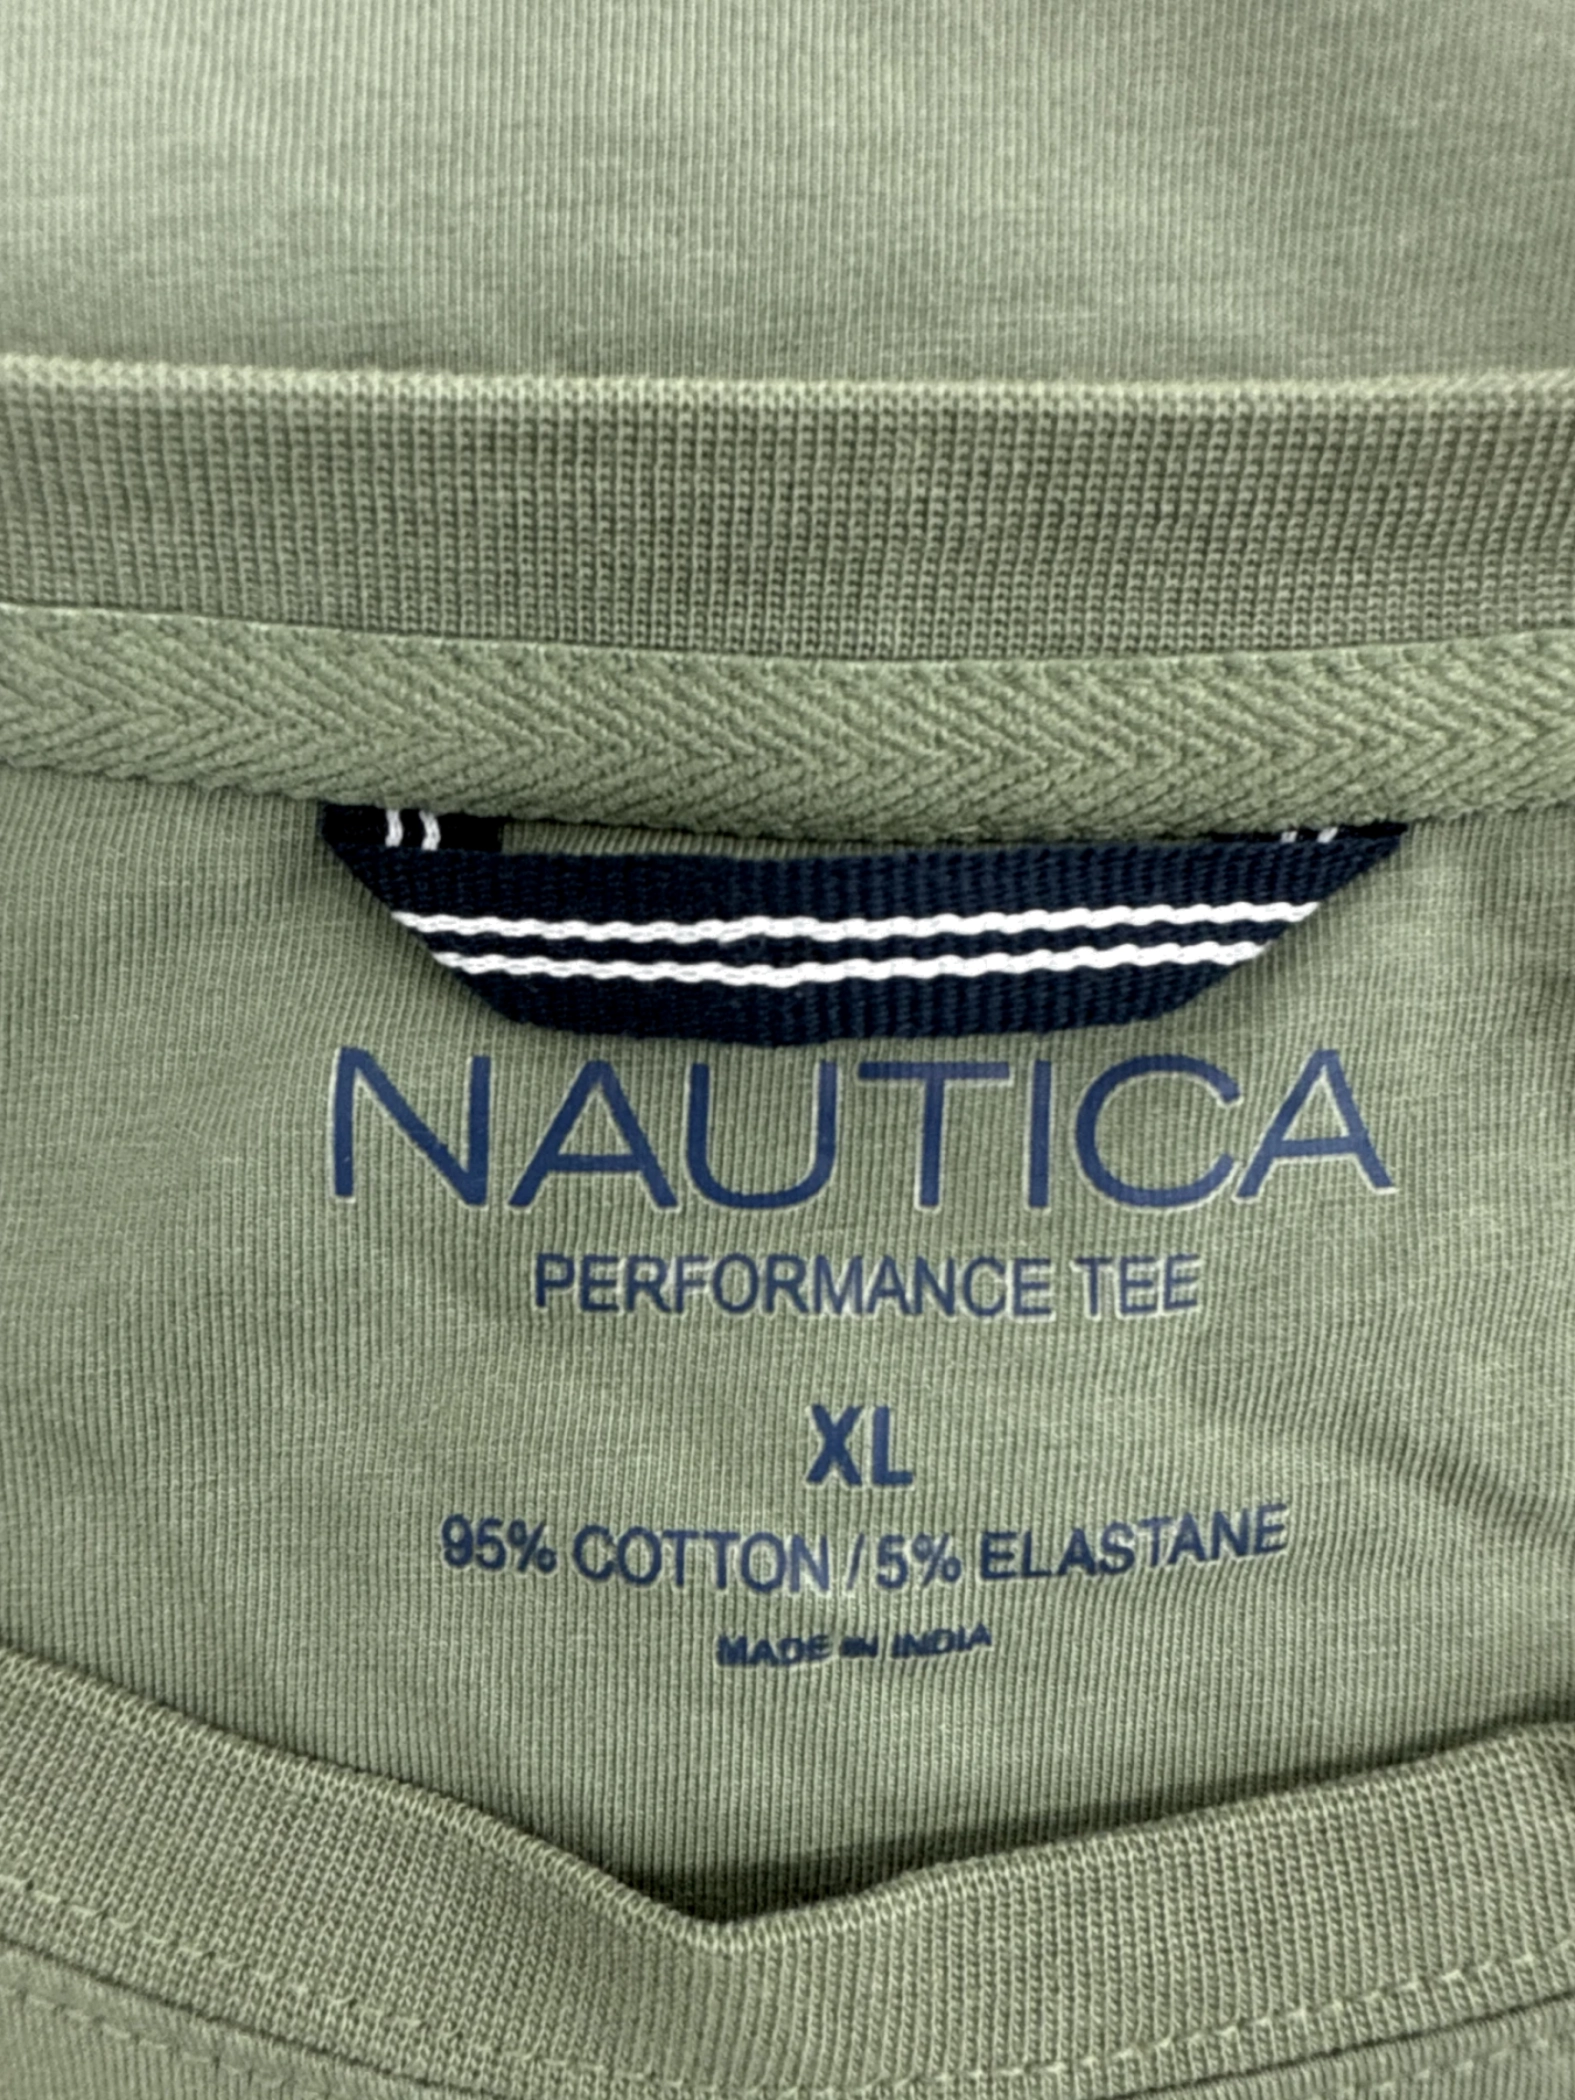 NAUTICA
PERFORMANCE TEE
XL
95% COTTON / 5% ELASTANE
MADE IN INDIA